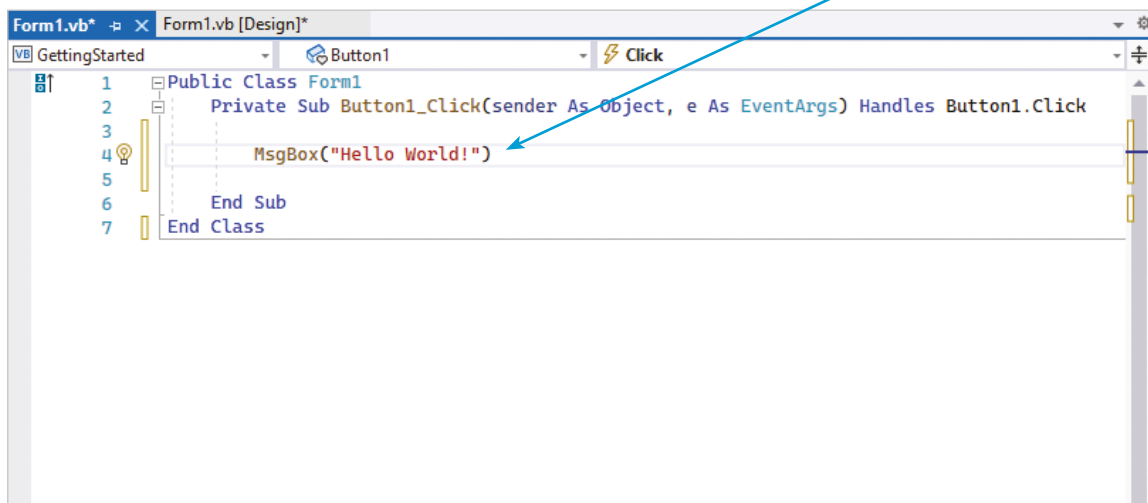 Form1.vb* Form1.vb [Design]*
VB GettingStarted Button1 Click
1 Public Class Form1
2 Private Sub Button1_Click(sender As Object, e As EventArgs) Handles Button1.Click
3
4 MsgBox("Hello World!")
5
6 End Sub
7 End Class